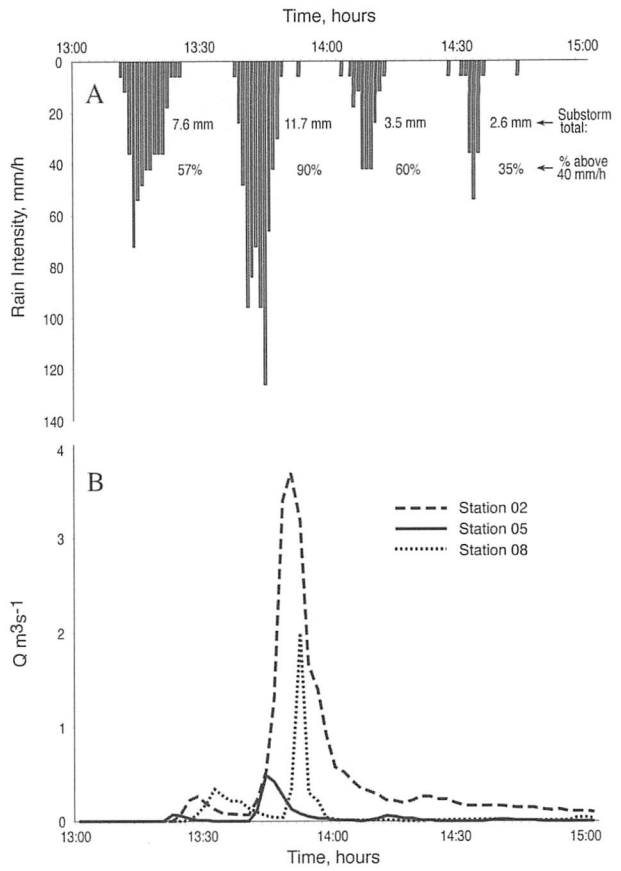 Time, hours
13:00 13:30 14:00 14:30 15:00
0
A
20
7.6 mm 11.7 mm 3.5 mm 2.6 mm Substorm total:
40
57% 90% 60% 35% % above 40 mm/h
60
80
100
120
140
Rain Intensity, mm/h
4
B
Station 02
Station 05
Station 08
3
2
1
0
Q m3s-1
13:00 13:30 14:00 14:30 15:00
Time, hours